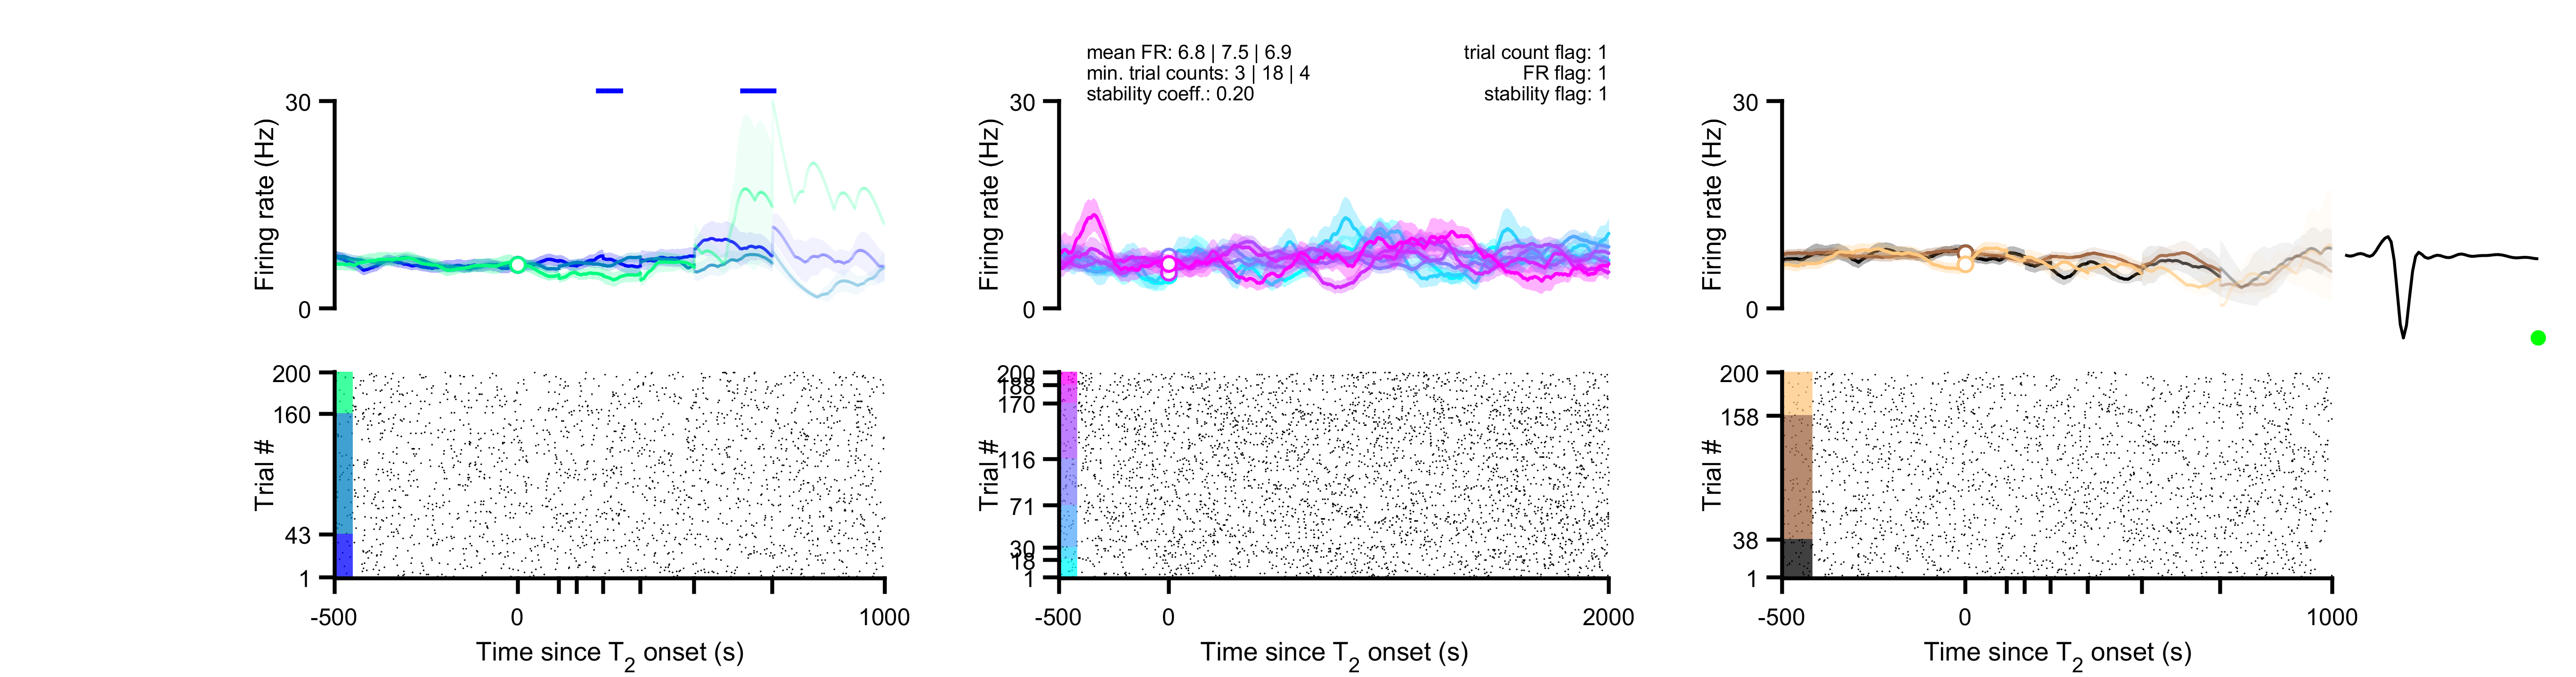 mean FR: 6.8 | 7.5 | 6.9
min. trial counts: 3 | 18 | 4
stability coeff.: 0.20
trial count flag: 1
FR flag: 1
stability flag: 1
30
Firing rate (Hz)
0
30
Firing rate (Hz)
0
30
Firing rate (Hz)
0
200
160
Trial #
43
1
-500
0
1000
Time since T2 onset (s)
200
188
170
116
Trial #
71
30
18
1
-500
0
2000
Time since T2 onset (s)
200
158
Trial #
38
1
-500
0
1000
Time since T2 onset (s)